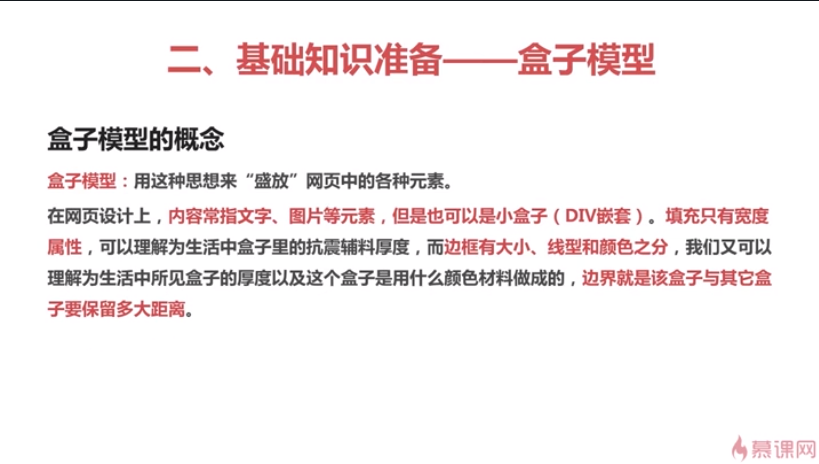 二、基础知识准备——盒子模型
盒子模型的概念
盒子模型：用这种思想来“盛放”网页中的各种元素。
在网页设计上，内容常指文字、图片等元素，但是也可以是小盒子（DIV嵌套）。填充只有宽度
属性，可以理解为生活中盒子里的抗震辅料厚度，而边框有大小、线型和颜色之分，我们又可以
理解为生活中所见盒子的厚度以及这个盒子是用什么颜色材料做成的，边界就是该盒子与其它盒
子要保留多大距离。
慕课网